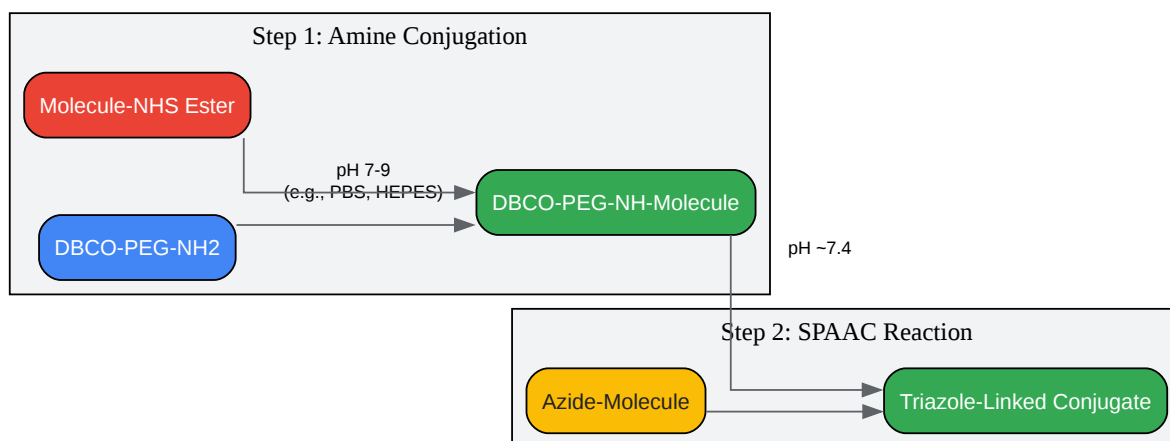 Step 1: Amine Conjugation
Molecule-NHS Ester
pH 7-9
(e.g., PBS, HEPES)
DBCO-PEG-NH-Molecule
DBCO-PEG-NH2
pH ~7.4
Step 2: SPAAC Reaction
Azide-Molecule
Triazole-Linked Conjugate